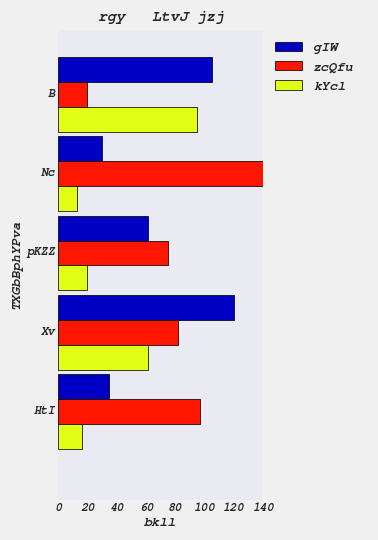 rgy   LtvJ jzj
gIW
zcQfu
kYcl
TXGbBphYPva
B
Nc
pKZZ
Xv
HtI
0 20 40 60 80 100 120 140
bkll